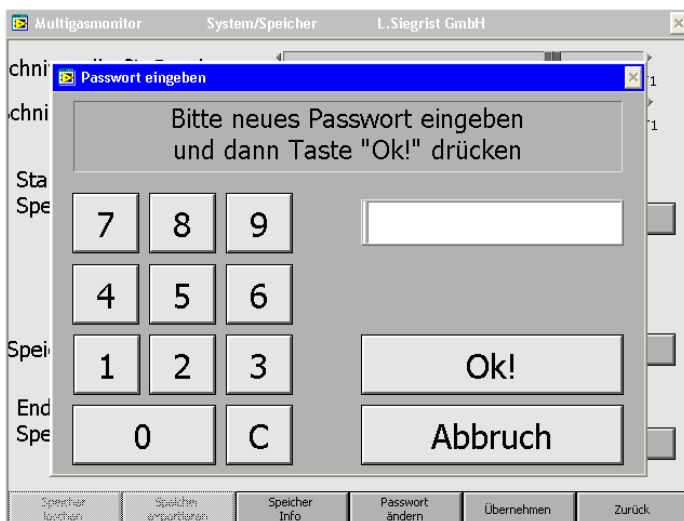 Multigasmonitor System/Speicher L.Siegrist GmbH
Passwort eingeben
Bitte neues Passwort eingeben
und dann Taste "Ok!" drücken
Sta
Spe
7 8 9
4 5 6
1 2 3 Ok!
Spei
0 C Abbruch
End
Spe
Speicher
löschen
Speicher
exportieren
Speicher
Info
Passwort
ändern
Übernehmen
Zurück